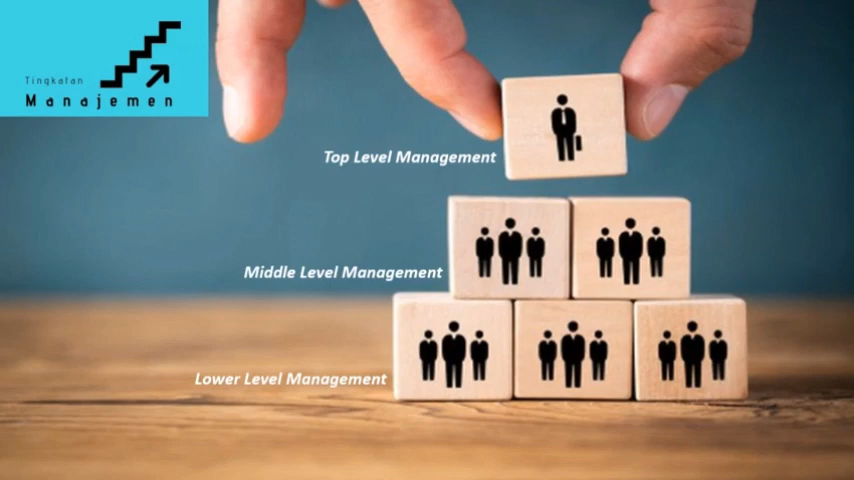 Tingkatan
Manajemen
Top Level Management
Middle Level Management
Lower Level Management